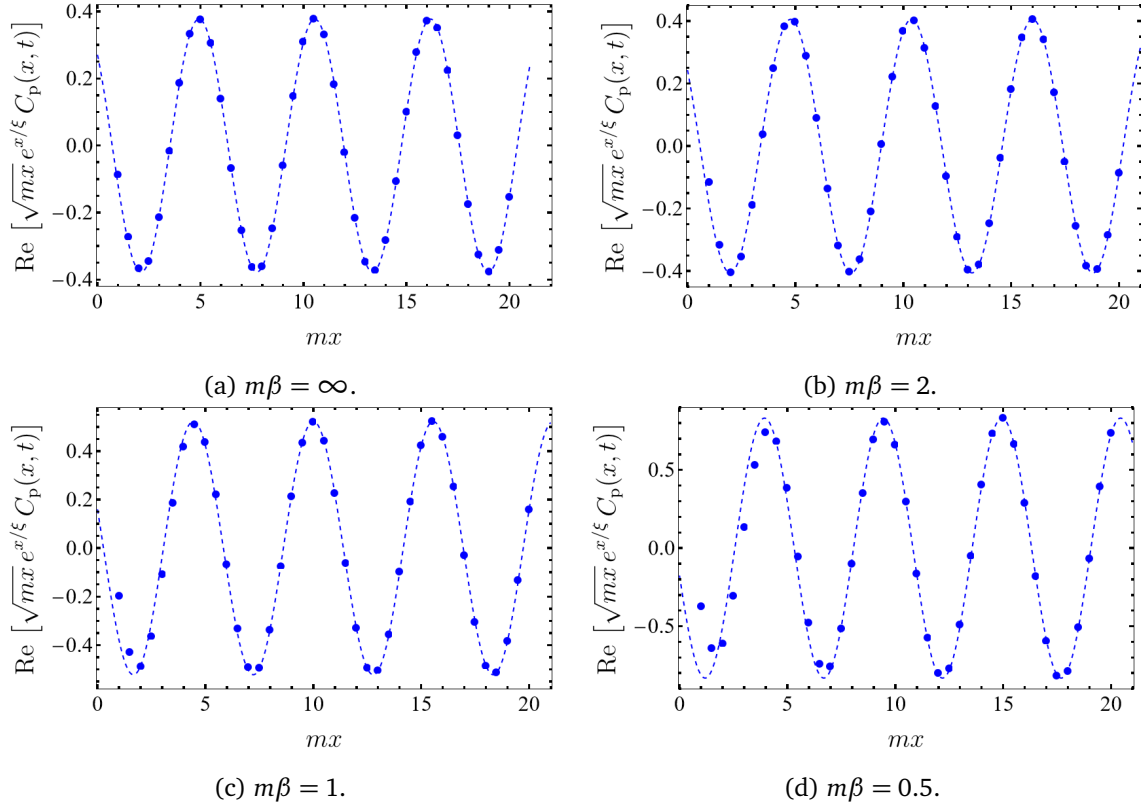 Re [√mx e^{x/ξ} C_p(x, t)]
0.4
0.2
0.0
−0.2
−0.4
0 5 10 15 20
mx
(a) mβ = ∞.
Re [√mx e^{x/ξ} C_p(x, t)]
0.4
0.2
0.0
−0.2
−0.4
0 5 10 15 20
mx
(b) mβ = 2.
Re [√mx e^{x/ξ} C_p(x, t)]
0.4
0.2
0.0
−0.2
−0.4
0 5 10 15 20
mx
(c) mβ = 1.
Re [√mx e^{x/ξ} C_p(x, t)]
0.5
0.0
−0.5
0 5 10 15 20
mx
(d) mβ = 0.5.